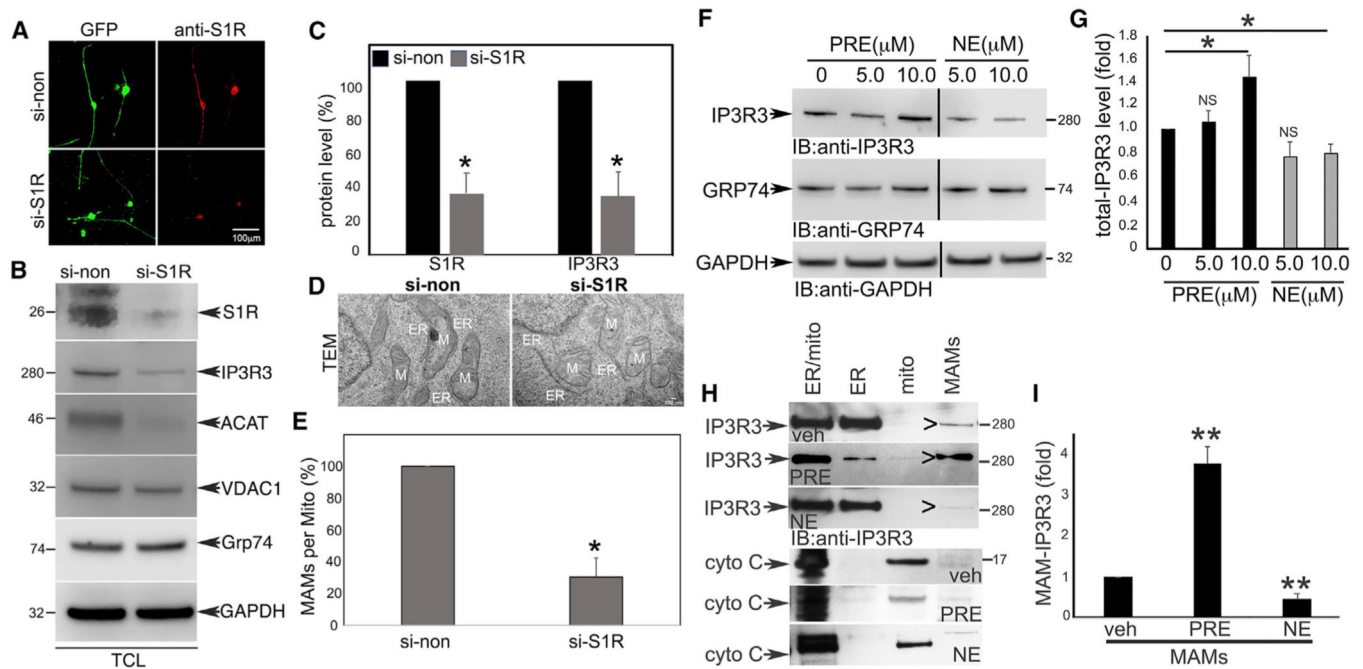 A
GFP
anti-S1R
si-non
si-S1R
100μm
B
si-non
si-S1R
26
S1R
280
IP3R3
46
ACAT
32
VDAC1
74
Grp74
32
GAPDH
TCL
C
si-non
si-S1R
protein level (%)
100
80
60
40
20
0
*
*
S1R
IP3R3
D
si-non
si-S1R
TEM
ER
ER
M
M
M
ER
ER
ER
M
M
ER
E
MAMs per Mito (%)
100
80
60
40
20
0
*
si-non
si-S1R
F
PRE(μM)
NE(μM)
0 5.0 10.0 5.0 10.0
IP3R3
280
IB:anti-IP3R3
GRP74
74
IB:anti-GRP74
GAPDH
32
IB:anti-GAPDH
G
total-IP3R3 level (fold)
1.8
1.6
1.4
1.2
1.0
0.8
0.6
0.4
0.2
0
*
*
NS
NS
0 5.0 10.0 5.0 10.0
PRE(μM)
NE(μM)
H
ER/mito
ER
mito
MAMs
IP3R3
veh
>
280
IP3R3
PRE
>
280
IP3R3
NE
>
280
IB:anti-IP3R3
cyto C
17
veh
cyto C
PRE
cyto C
NE
I
MAM-IP3R3 (fold)
4
2
1
0
**
**
veh
PRE
NE
MAMs